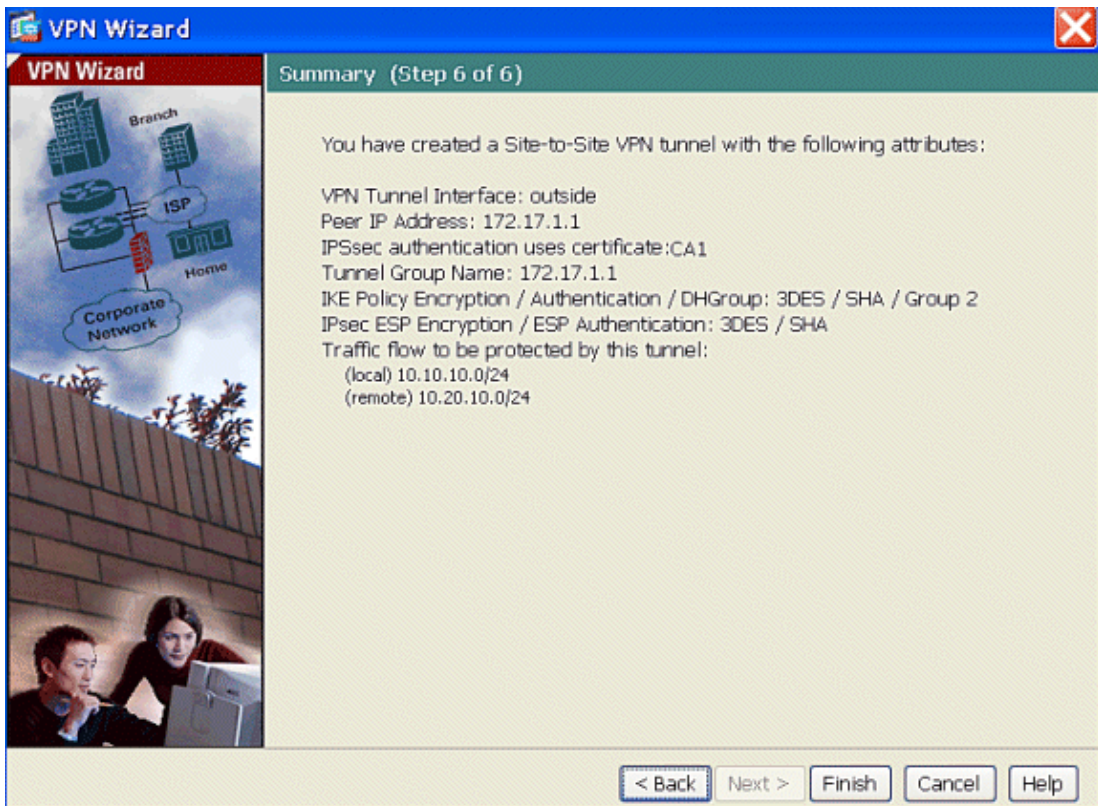 VPN Wizard
VPN Wizard
Branch
ISP
Home
Corporate
Network
Summary (Step 6 of 6)
You have created a Site-to-Site VPN tunnel with the following attributes:
VPN Tunnel Interface: outside
Peer IP Address: 172.17.1.1
IPSsec authentication uses certificate:CA1
Tunnel Group Name: 172.17.1.1
IKE Policy Encryption / Authentication / DHGroup: 3DES / SHA / Group 2
IPsec ESP Encryption / ESP Authentication: 3DES / SHA
Traffic flow to be protected by this tunnel:
(local) 10.10.10.0/24
(remote) 10.20.10.0/24
< Back Next > Finish Cancel Help